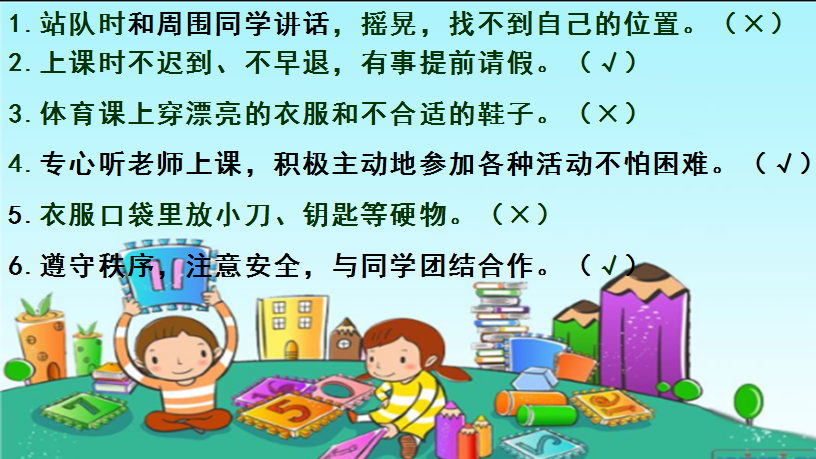 1.站队时和周围同学讲话，摇晃，找不到自己的位置。（×）
2.上课时不迟到、不早退，有事提前请假。（√）
3.体育课上穿漂亮的衣服和不合适的鞋子。（×）
4.专心听老师上课，积极主动地参加各种活动不怕困难。（√）
5.衣服口袋里放小刀、钥匙等硬物。（×）
6.遵守秩序，注意安全，与同学团结合作。（√）
5